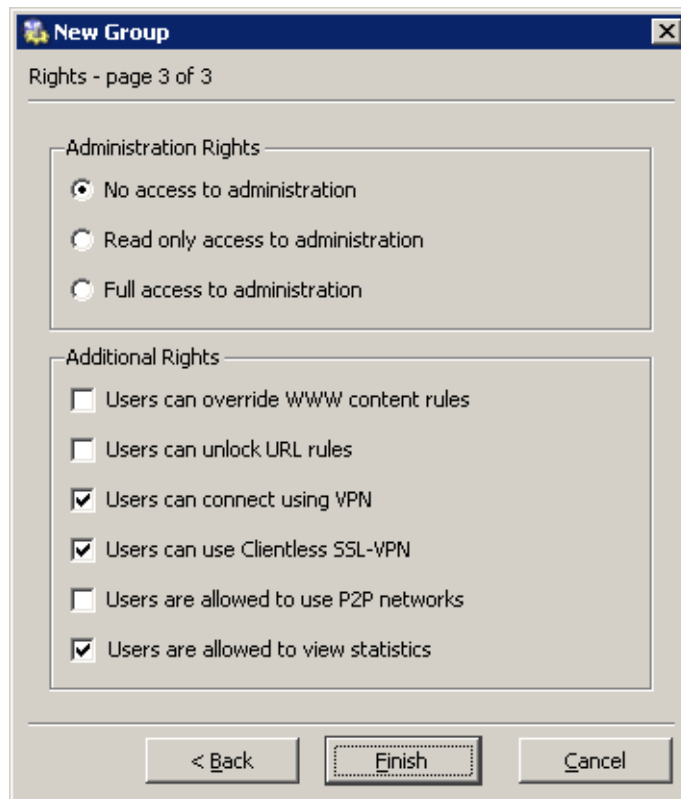 New Group
Rights - page 3 of 3
Administration Rights
No access to administration
Read only access to administration
Full access to administration
Additional Rights
Users can override WWW content rules
Users can unlock URL rules
Users can connect using VPN
Users can use Clientless SSL-VPN
Users are allowed to use P2P networks
Users are allowed to view statistics
< Back Finish Cancel